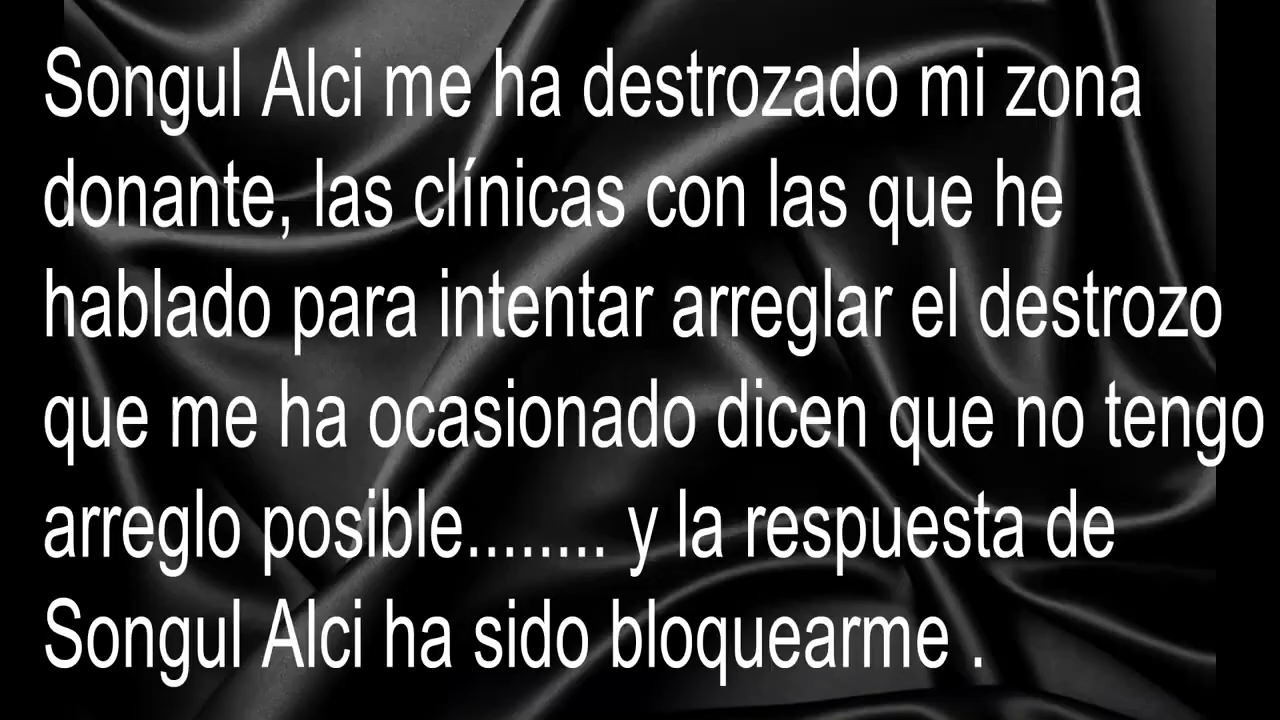 Songul Alci me ha destrozado mi zona
donante, las clínicas con las que he
hablado para intentar arreglar el destrozo
que me ha ocasionado dicen que no tengo
arreglo posible........ y la respuesta de
Songul Alci ha sido bloquearme .